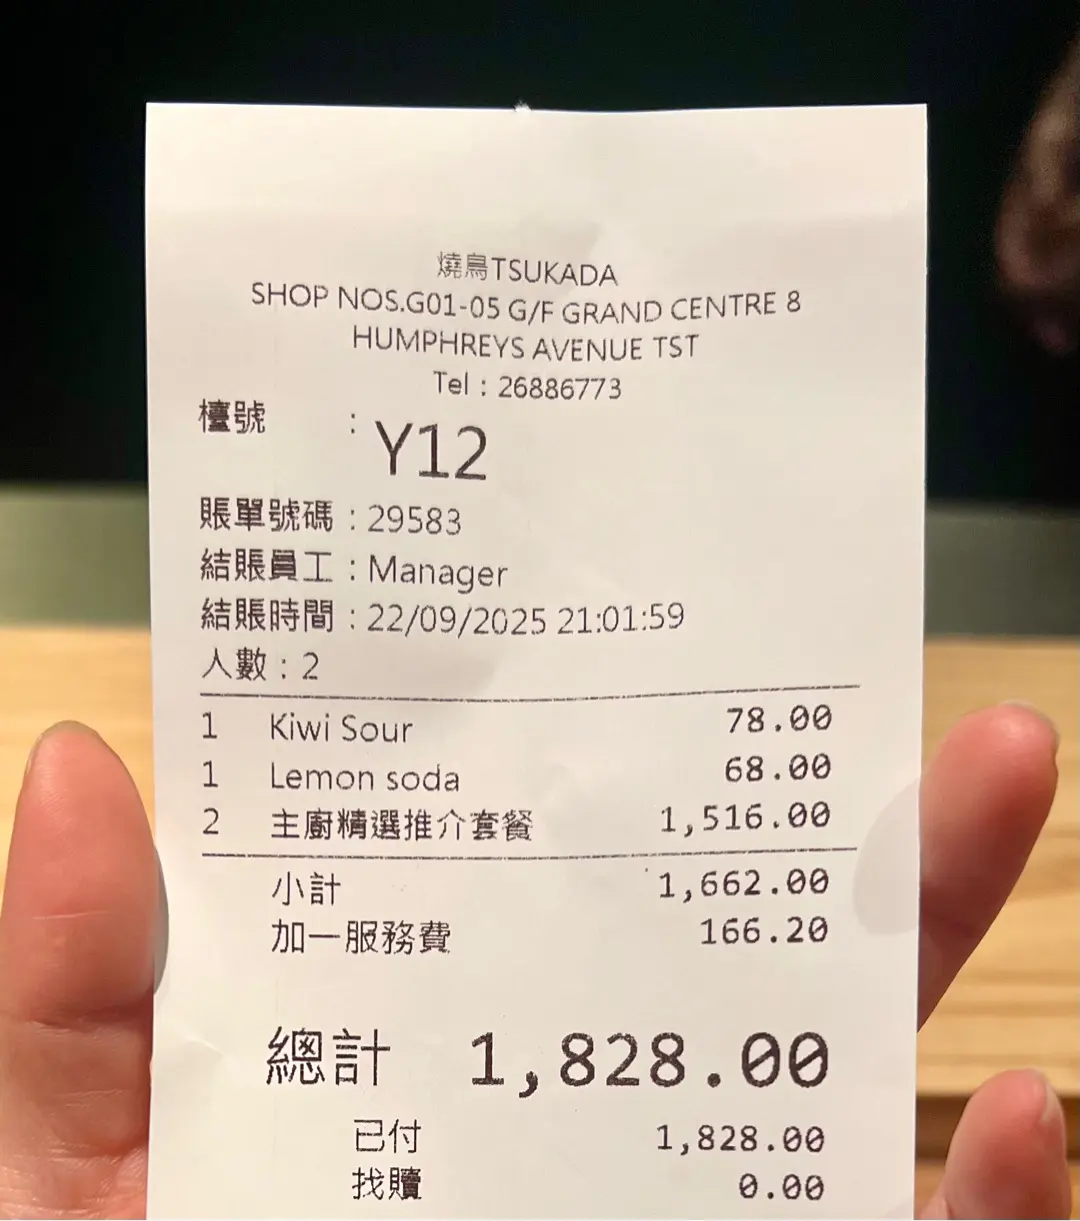 燒鳥TSUKADA
SHOP NOS.G01-05 G/F GRAND CENTRE 8
HUMPHREYS AVENUE TST
Tel : 26886773
檯號 : Y12
賬單號碼 : 29583
結賬員工 : Manager
結賬時間 : 22/09/2025 21:01:59
人數 : 2
1 Kiwi Sour 78.00
1 Lemon soda 68.00
2 主廚精選推介套餐 1,516.00
小計 1,662.00
加一服務費 166.20
總計 1,828.00
已付 1,828.00
找贖 0.00